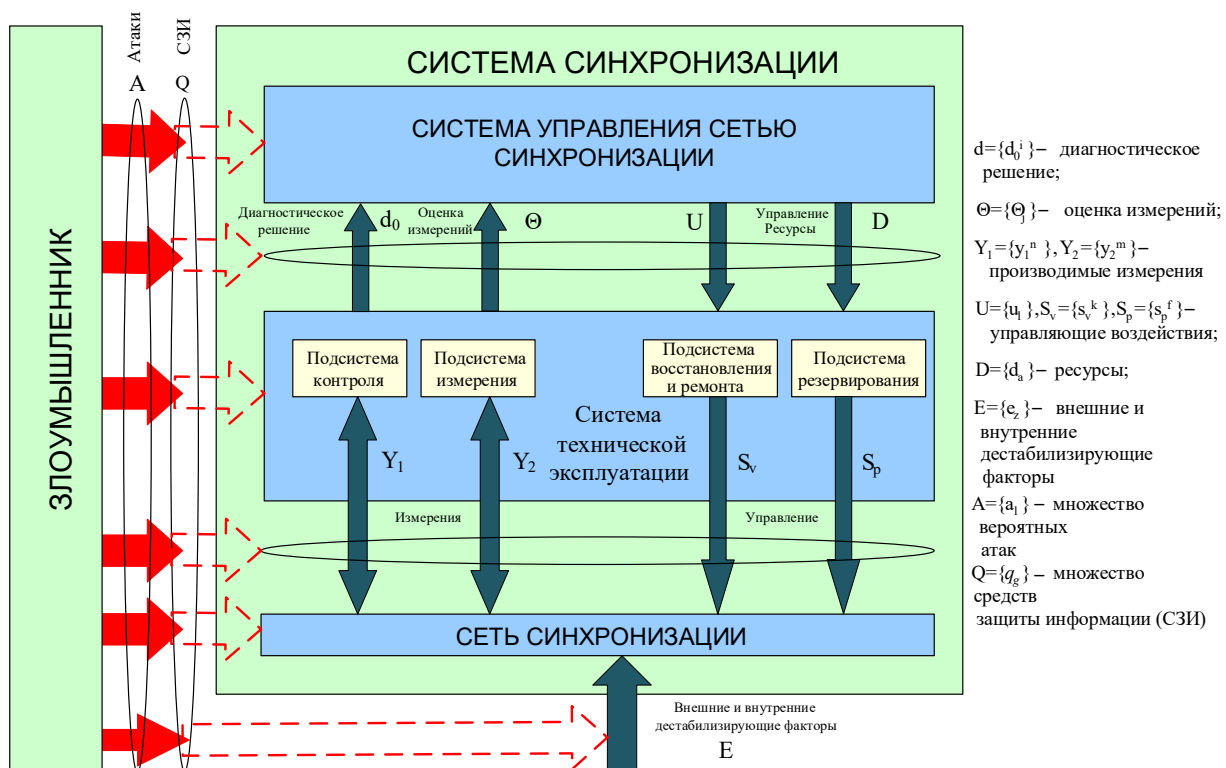 Атаки
СЗИ
A
Q
ЗЛОУМЫШЛЕННИК
СИСТЕМА СИНХРОНИЗАЦИИ
СИСТЕМА УПРАВЛЕНИЯ СЕТЬЮ
СИНХРОНИЗАЦИИ
Диагностическое
решение
d₀
Оценка
измерений
Θ
U
Управление
Ресурсы
D
Подсистема
контроля
Подсистема
измерения
Подсистема
восстановления
и ремонта
Подсистема
резервирования
Система
технической
эксплуатации
Y₁
Y₂
Sᵥ
Sₚ
Измерения
Управление
СЕТЬ СИНХРОНИЗАЦИИ
Внешние и внутренние
дестабилизирующие факторы
E
d={d₀ⁱ}– диагностическое
решение;
Θ={Θⱼ}– оценка измерений;
Y₁={y₁ⁿ}, Y₂={y₂ᵐ}–
производимые измерения
U={uₗ},Sᵥ={sᵥᵏ},Sₚ={sₚᶠ}–
управляющие воздействия;
D={dₐ}– ресурсы;
E={e_z}– внешние и
внутренние
дестабилизирующие
факторы
A={a₁}– множество
вероятных
атак
Q={q_g}– множество
средств
защиты информации (СЗИ)